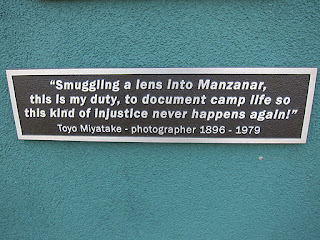 "Smuggling a lens into Manzanar,
this is my duty, to document camp life so
this kind of injustice never happens again!"
Toyo Miyatake - photographer 1896 - 1979